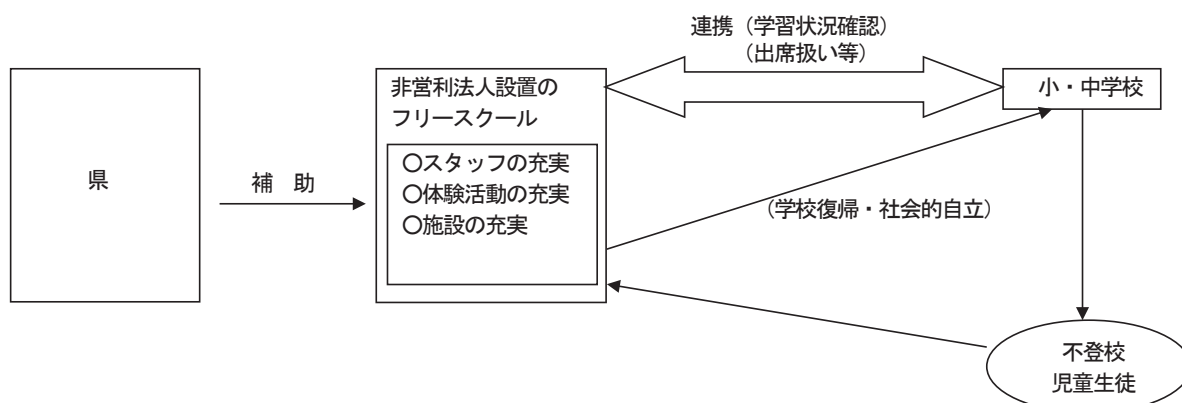 連携（学習状況確認）
（出席扱い等）
県
補　助
非営利法人設置の
フリースクール
○スタッフの充実
○体験活動の充実
○施設の充実
小・中学校
（学校復帰・社会的自立）
不登校
児童生徒